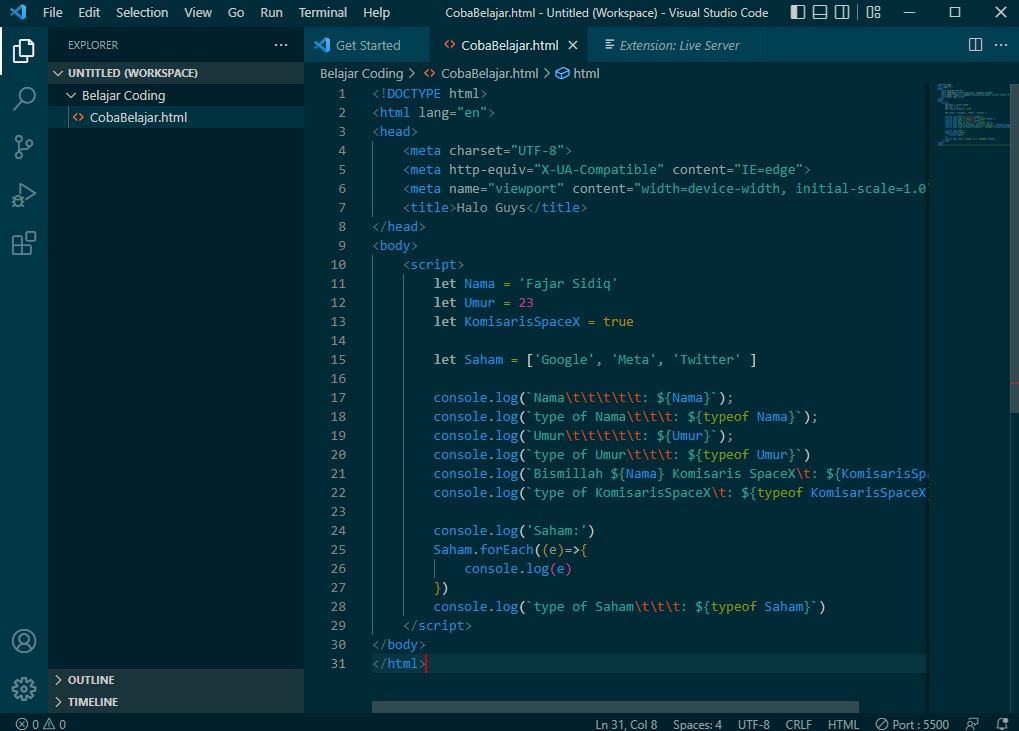 File Edit Selection View Go Run Terminal Help CobaBelajar.html - Untitled (Workspace) - Visual Studio Code
EXPLORER
Get Started CobaBelajar.html Extension: Live Server
UNTITLED (WORKSPACE)
Belajar Coding > CobaBelajar.html > html
Belajar Coding
CobaBelajar.html
1 <!DOCTYPE html>
2 <html lang="en">
3 <head>
4 <meta charset="UTF-8">
5 <meta http-equiv="X-UA-Compatible" content="IE=edge">
6 <meta name="viewport" content="width=device-width, initial-scale=1.0
7 <title>Halo Guys</title>
8 </head>
9 <body>
10 <script>
11 let Nama = 'Fajar Sidiq'
12 let Umur = 23
13 let KomisarisSpaceX = true
14
15 let Saham = ['Google', 'Meta', 'Twitter' ]
16
17 console.log(`Nama\t\t\t\t\t: ${Nama}`);
18 console.log(`type of Nama\t\t\t: ${typeof Nama}`);
19 console.log(`Umur\t\t\t\t\t: ${Umur}`);
20 console.log(`type of Umur\t\t\t: ${typeof Umur}`)
21 console.log(`Bismillah ${Nama} Komisaris SpaceX\t: ${KomisarisSpa
22 console.log(`type of KomisarisSpaceX\t: ${typeof KomisarisSpaceX}
23
24 console.log('Saham:')
25 Saham.forEach((e)=>{
26 console.log(e)
27 })
28 console.log(`type of Saham\t\t\t: ${typeof Saham}`)
29 </script>
30 </body>
31 </html>
OUTLINE
TIMELINE
0 0 Ln 31, Col 8 Spaces: 4 UTF-8 CRLF HTML Port : 5500